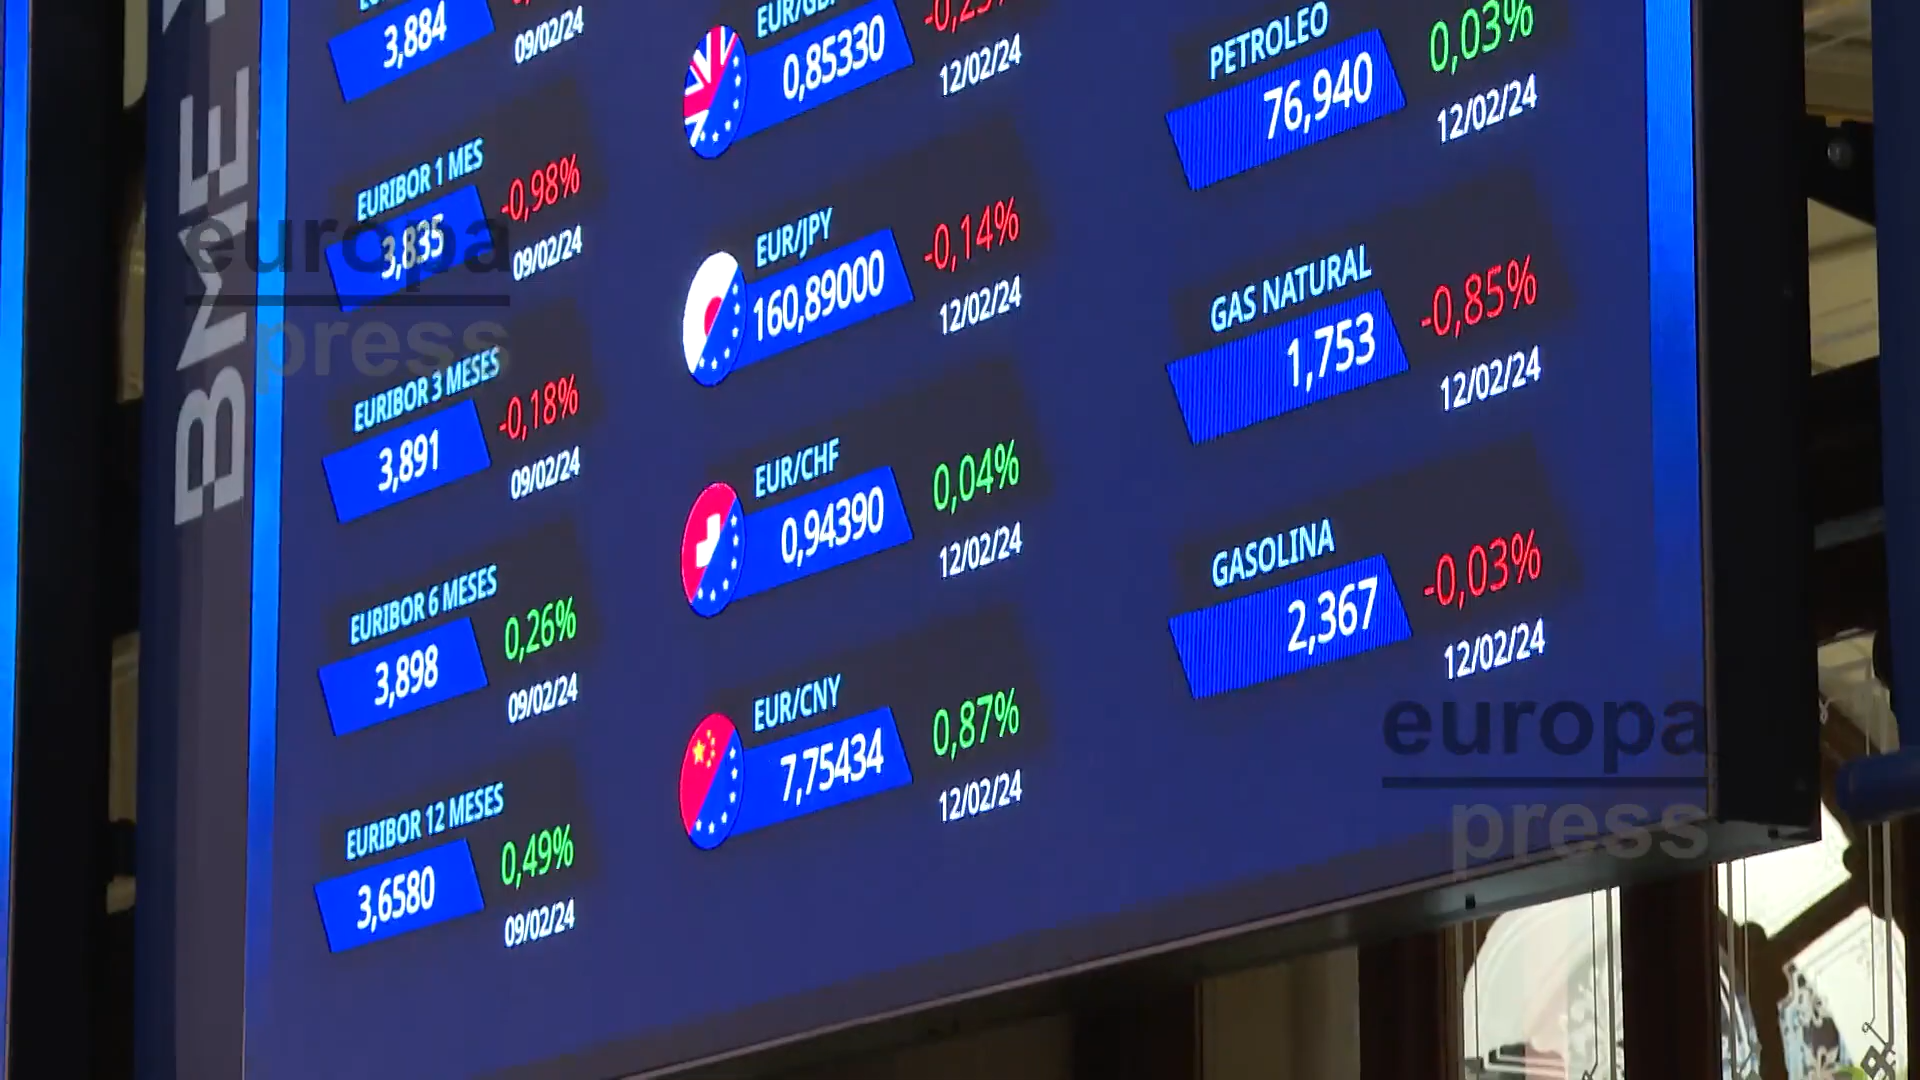 BME
3,884
09/02/24
EURIBOR 1 MES
3,835
-0,98%
09/02/24
EURIBOR 3 MESES
3,891
-0,18%
09/02/24
EURIBOR 6 MESES
3,898
0,26%
09/02/24
EURIBOR 12 MESES
3,6580
0,49%
09/02/24
0,85330
12/02/24
EUR/JPY
160,89000
-0,14%
12/02/24
EUR/CHF
0,94390
0,04%
12/02/24
EUR/CNY
7,75434
0,87%
12/02/24
PETROLEO
76,940
0,03%
12/02/24
GAS NATURAL
1,753
-0,85%
12/02/24
GASOLINA
2,367
-0,03%
12/02/24
europa
press
europa
press